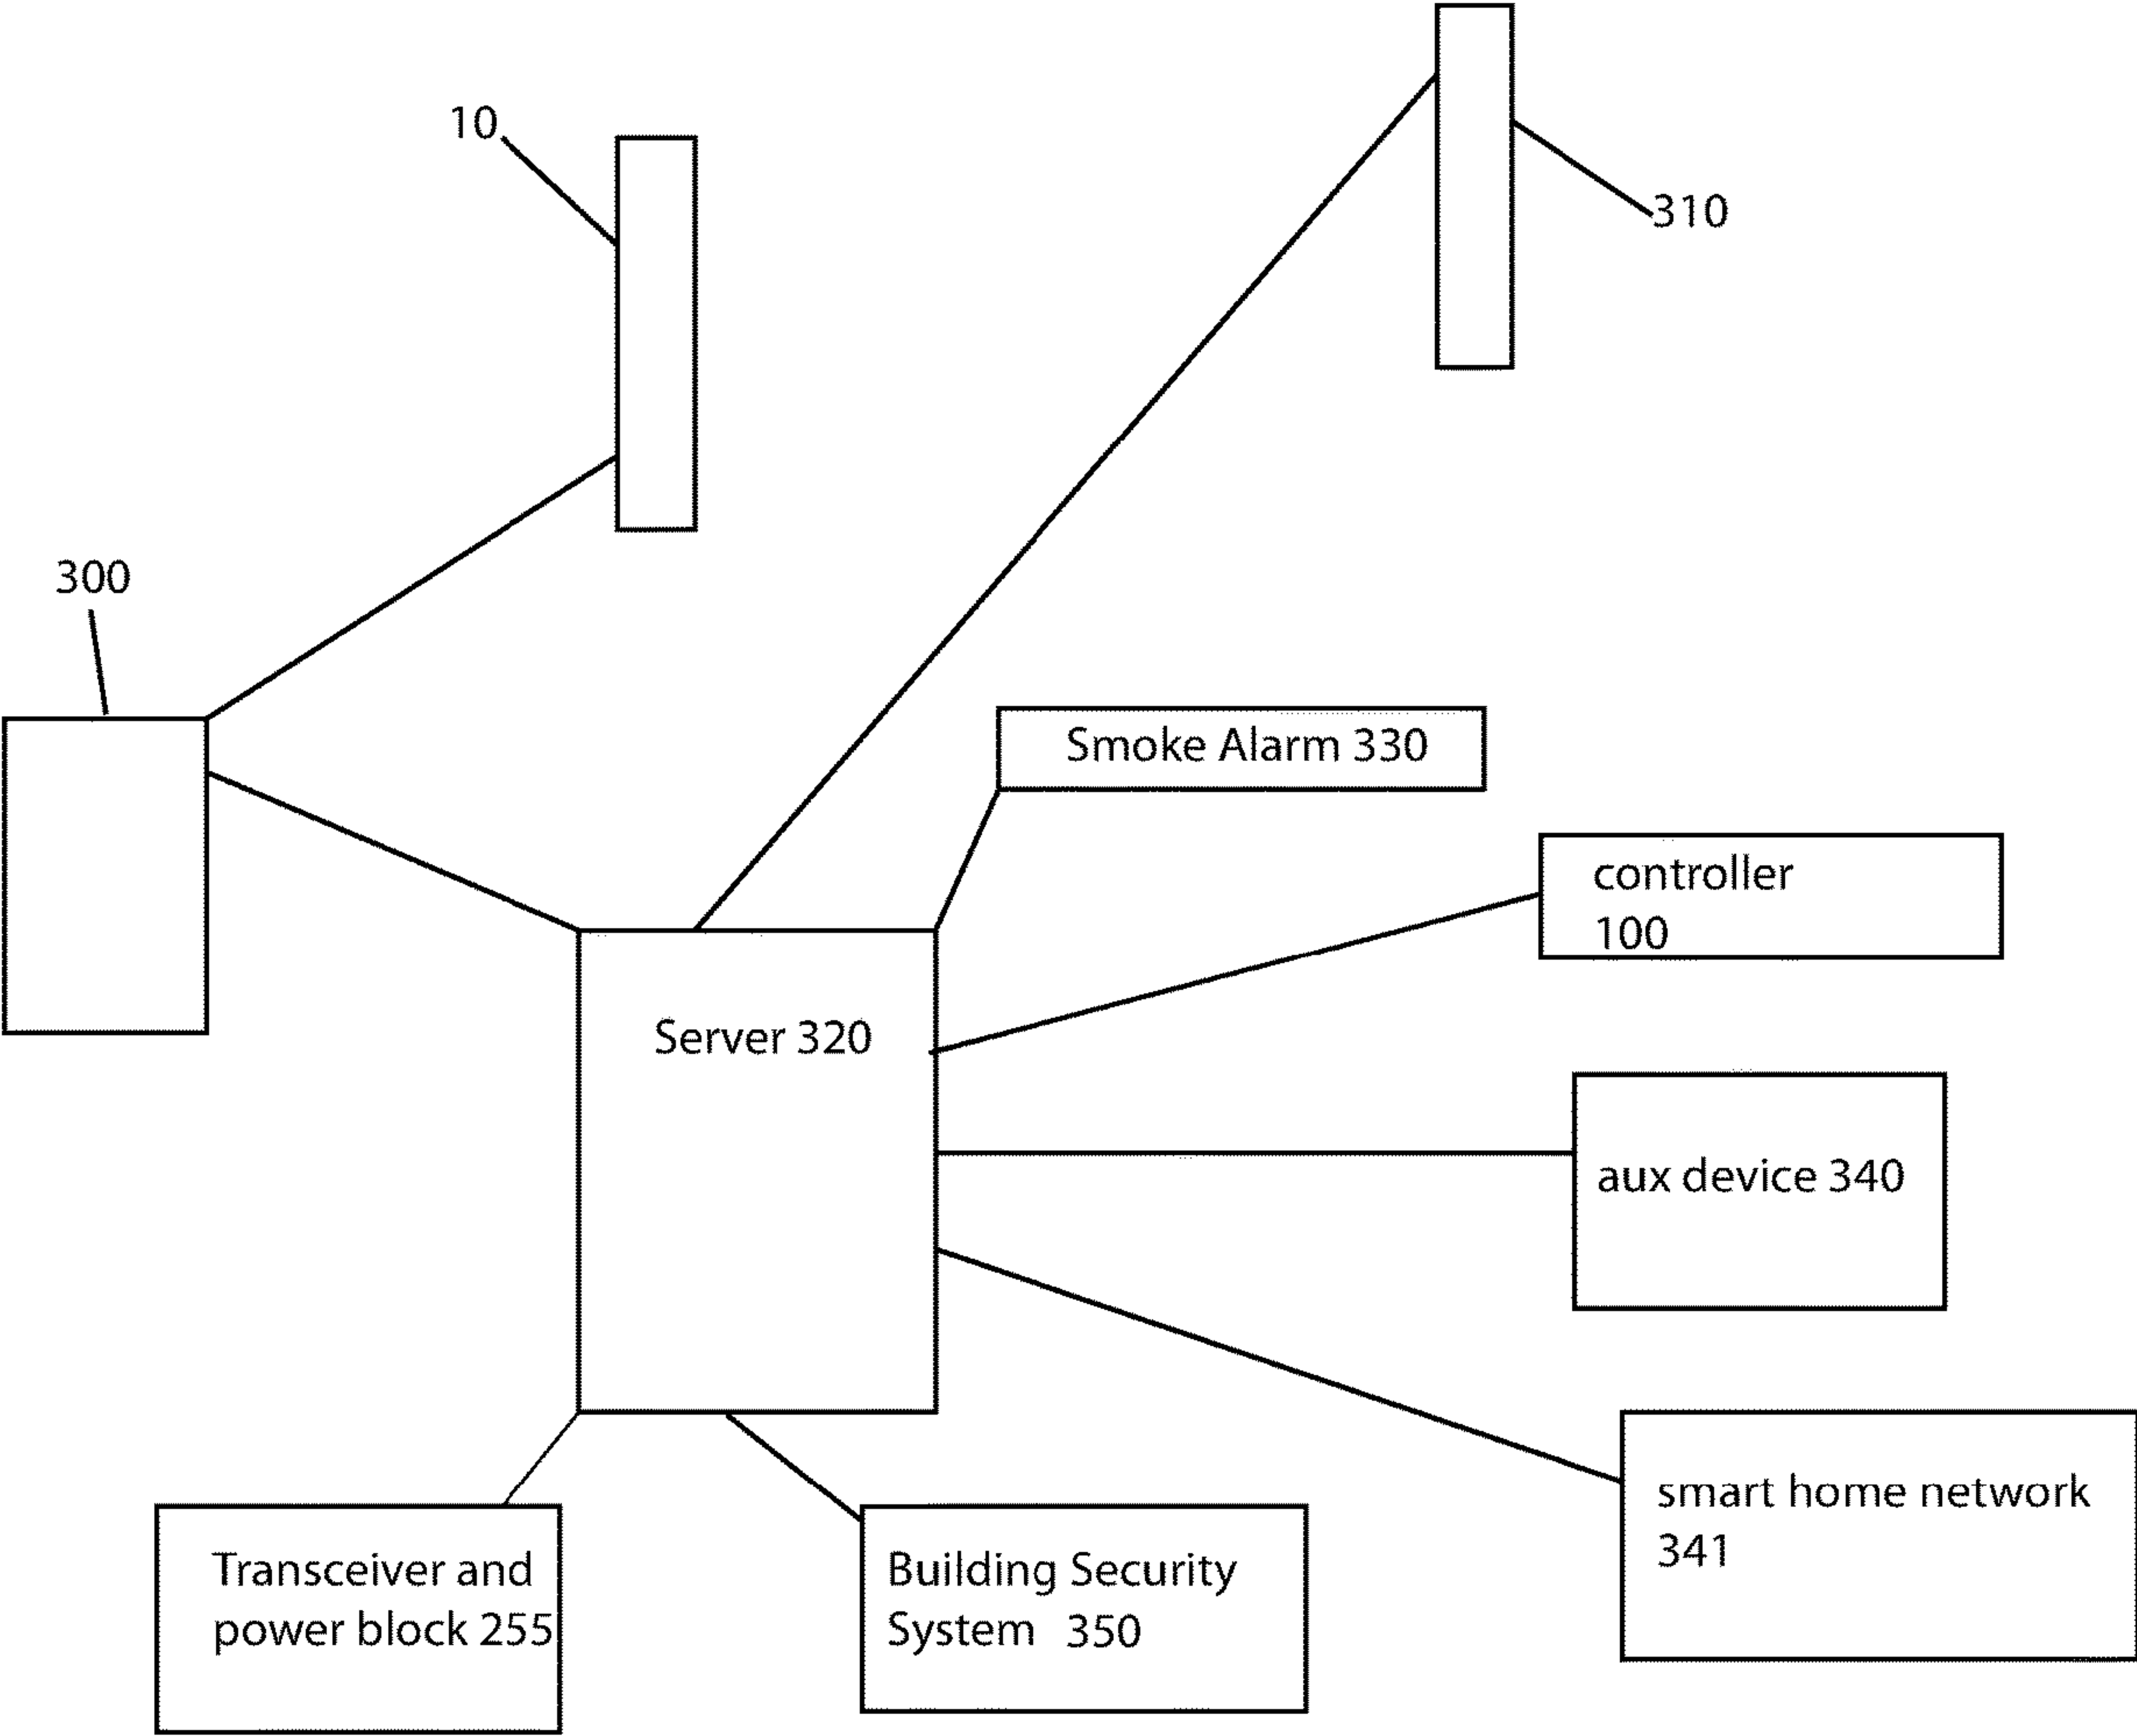 10
310
300
Smoke Alarm 330
controller
100
Server 320
aux device 340
smart home network
341
Transceiver and
power block 255
Building Security
System 350